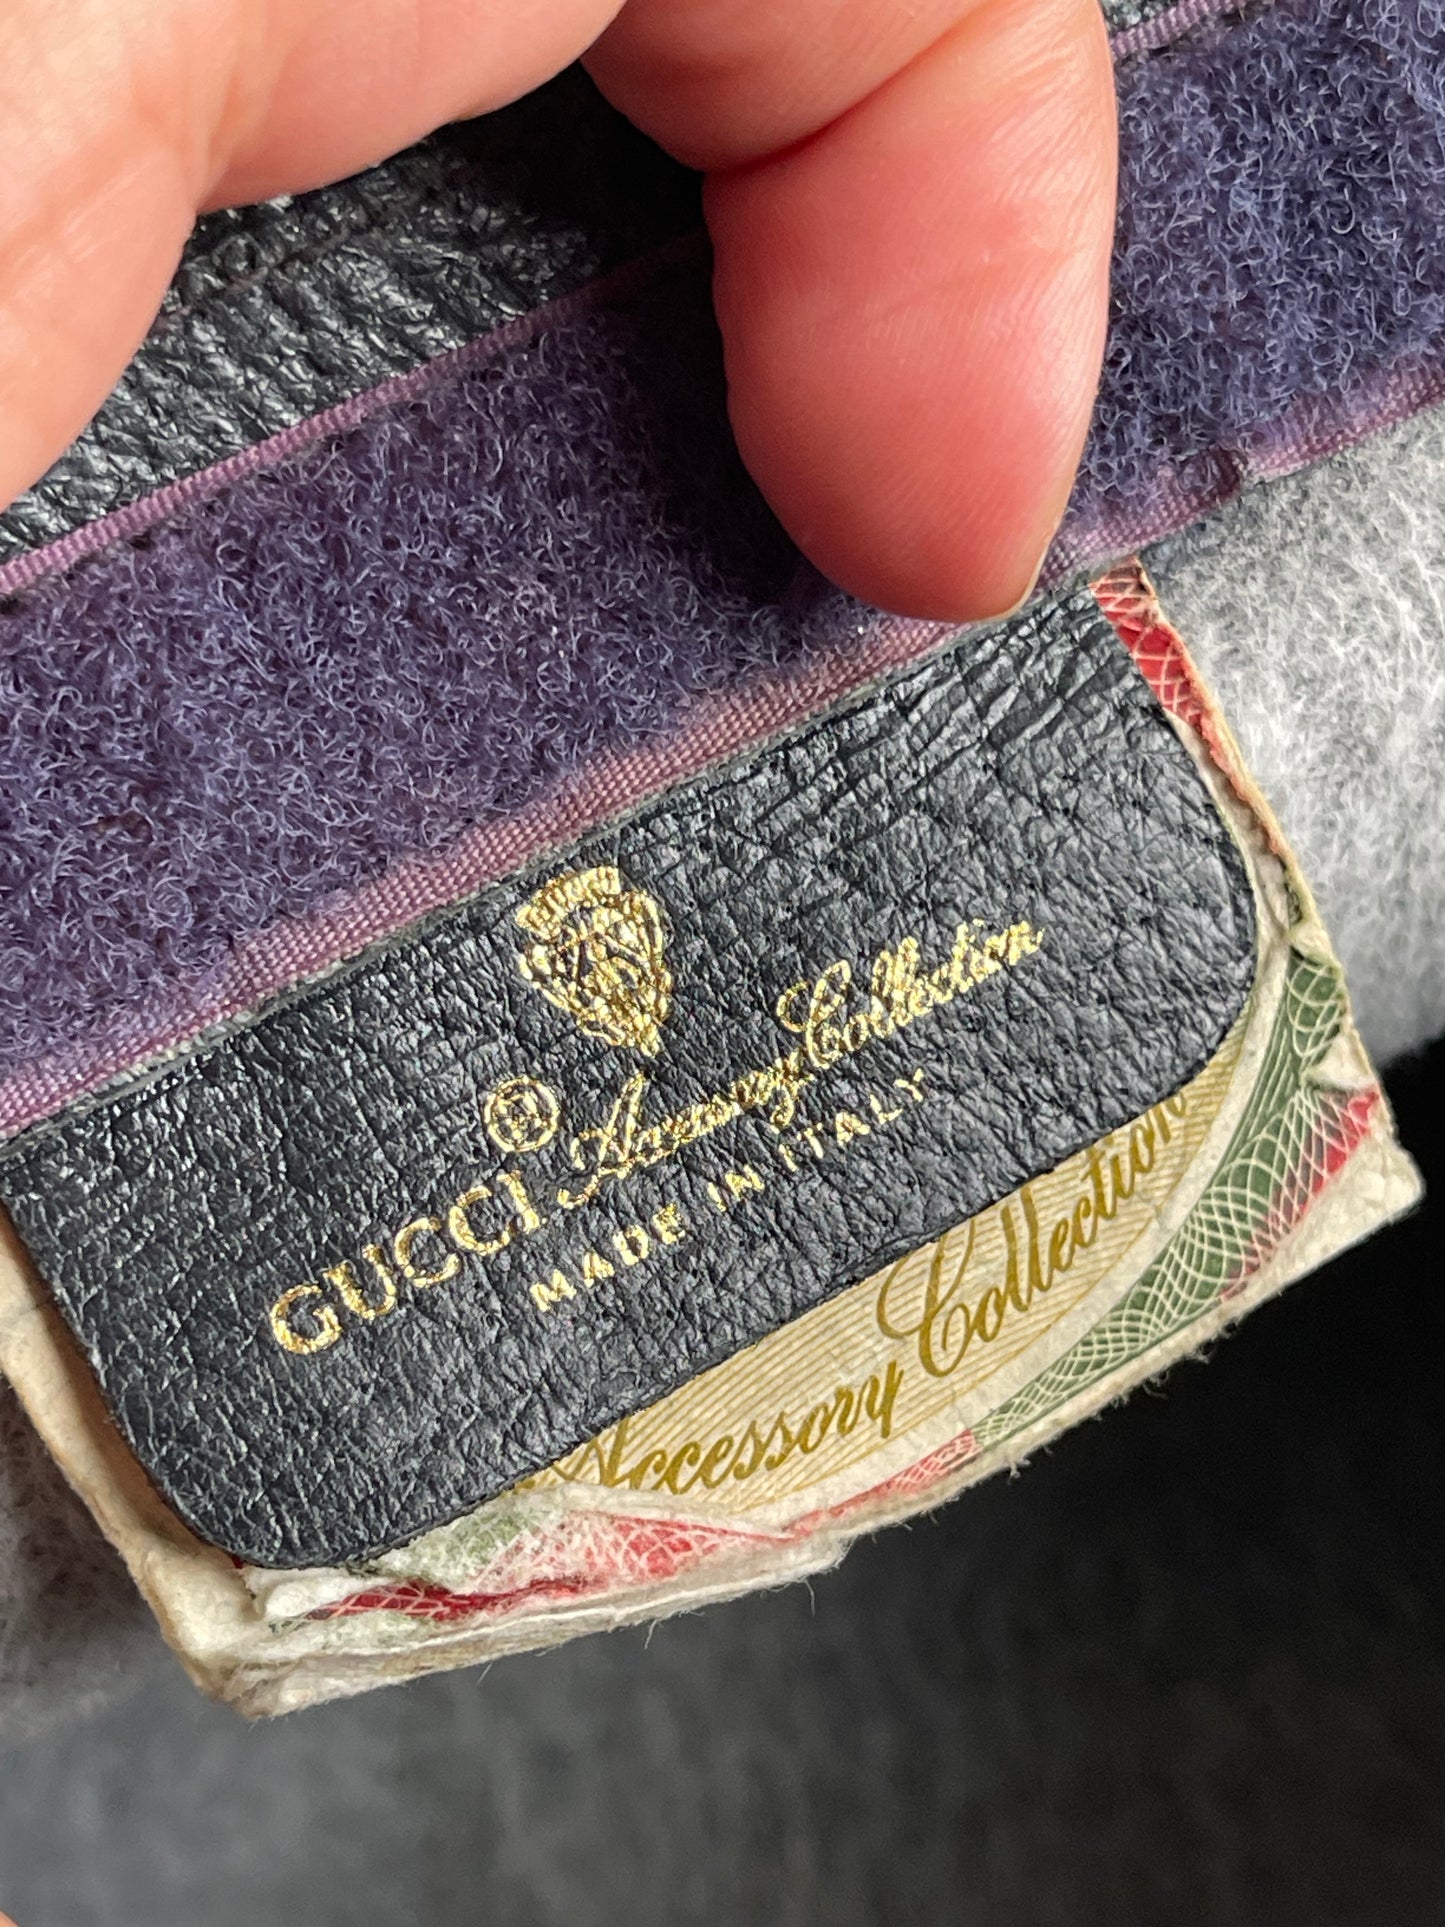 ®
GUCCI Accessory Collection
MADE IN ITALY
Accessory Collection